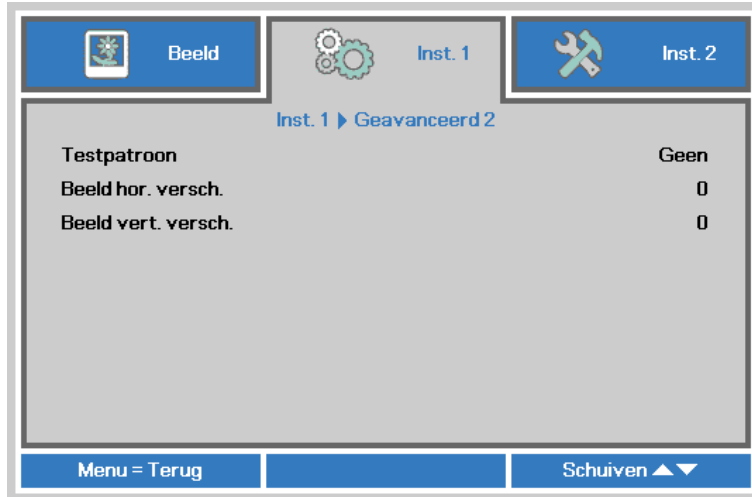 Beeld
Inst. 1
Inst. 2
Inst. 1 ▶ Geavanceerd 2
Testpatroon Geen
Beeld hor. versch. 0
Beeld vert. versch. 0
Menu = Terug
Schuiven ▲▼